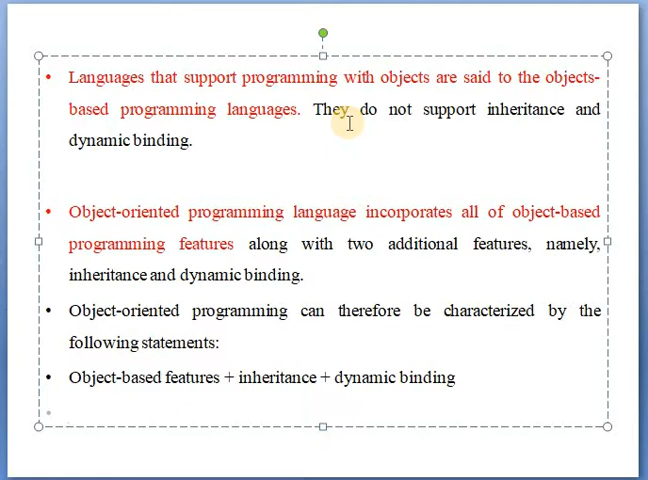 • Languages that support programming with objects are said to the objects-
based programming languages. They do not support inheritance and
dynamic binding.
• Object-oriented programming language incorporates all of object-based
programming features along with two additional features, namely,
inheritance and dynamic binding.
• Object-oriented programming can therefore be characterized by the
following statements:
• Object-based features + inheritance + dynamic binding